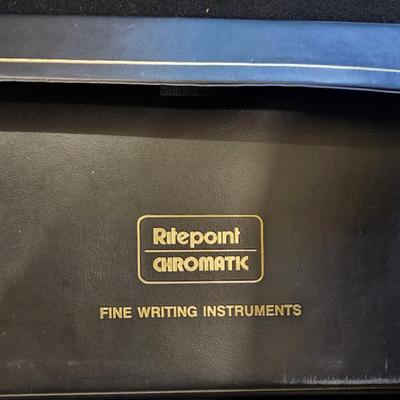 Ritepoint
CHROMATIC
FINE WRITING INSTRUMENTS